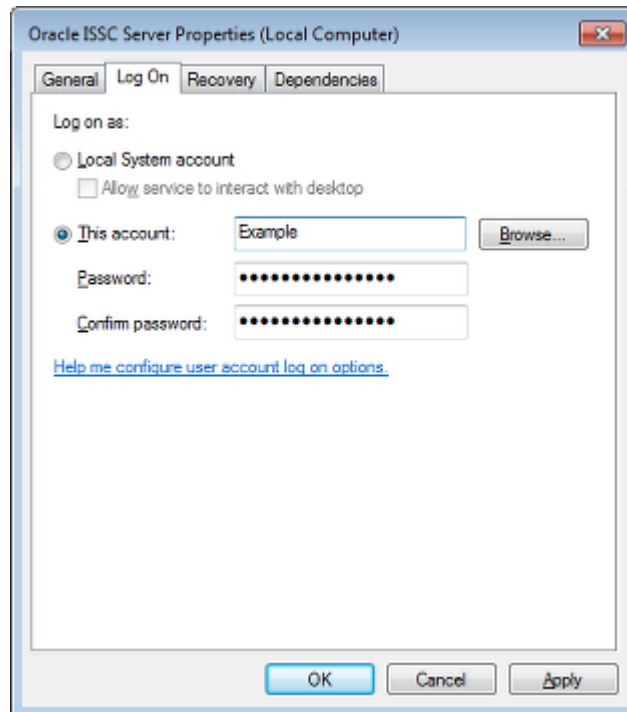 Oracle ISSC Server Properties (Local Computer)
General Log On Recovery Dependencies
Log on as:
Local System account
Allow service to interact with desktop
This account: Example Browse...
Password: •••••••••••••••
Confirm password: •••••••••••••••
Help me configure user account log on options.
OK Cancel Apply